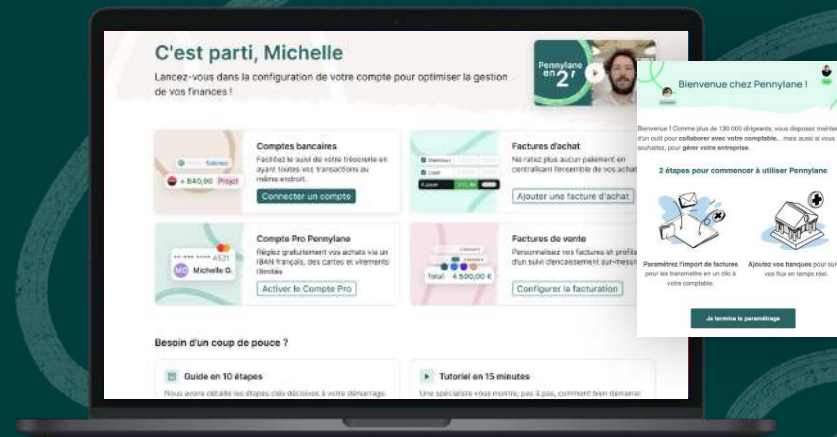 C'est parti, Michelle
Lancez-vous dans la configuration de votre compte pour optimiser la gestion
de vos finances !
Pennylane
en 2'
Comptes bancaires
Facilitez le suivi de votre trésorerie en
ayant toutes vos transactions au
même endroit.
Connecter un compte
+ 840,00 Projet
Factures d'achat
Ne ratez plus aucun paiement en
centralisant l'ensemble de vos achat
Ajouter une facture d'achat
Compte Pro Pennylane
Réglez gratuitement vos achats via un
IBAN français, des cartes et virements
illimités
Activer le Compte Pro
4521
MG Michelle G.
Factures de vente
Personnalisez vos factures et profite
d'un suivi d'encaissement sur-mesur
Configurer la facturation
Total 4 590,00 €
Besoin d'un coup de pouce ?
Guide en 10 étapes
Nous avons détaillé les étapes clés décisives à votre démarrage.
Tutoriel en 15 minutes
Une spécialiste vous montre, pas à pas, comment bien démarrer
Bienvenue chez Pennylane !
Bienvenue ! Comme plus de 130 000 dirigeants, vous disposez mainten
d'un outil pour collaborer avec votre comptable... mais aussi si vous
souhaitez, pour gérer votre entreprise.
2 étapes pour commencer à utiliser Pennylane
Paramétrez l'import de factures
pour les transmettre en un clic à
votre comptable.
Ajoutez vos banques pour sui
vos flux en temps réel.
Je termine le paramétrage